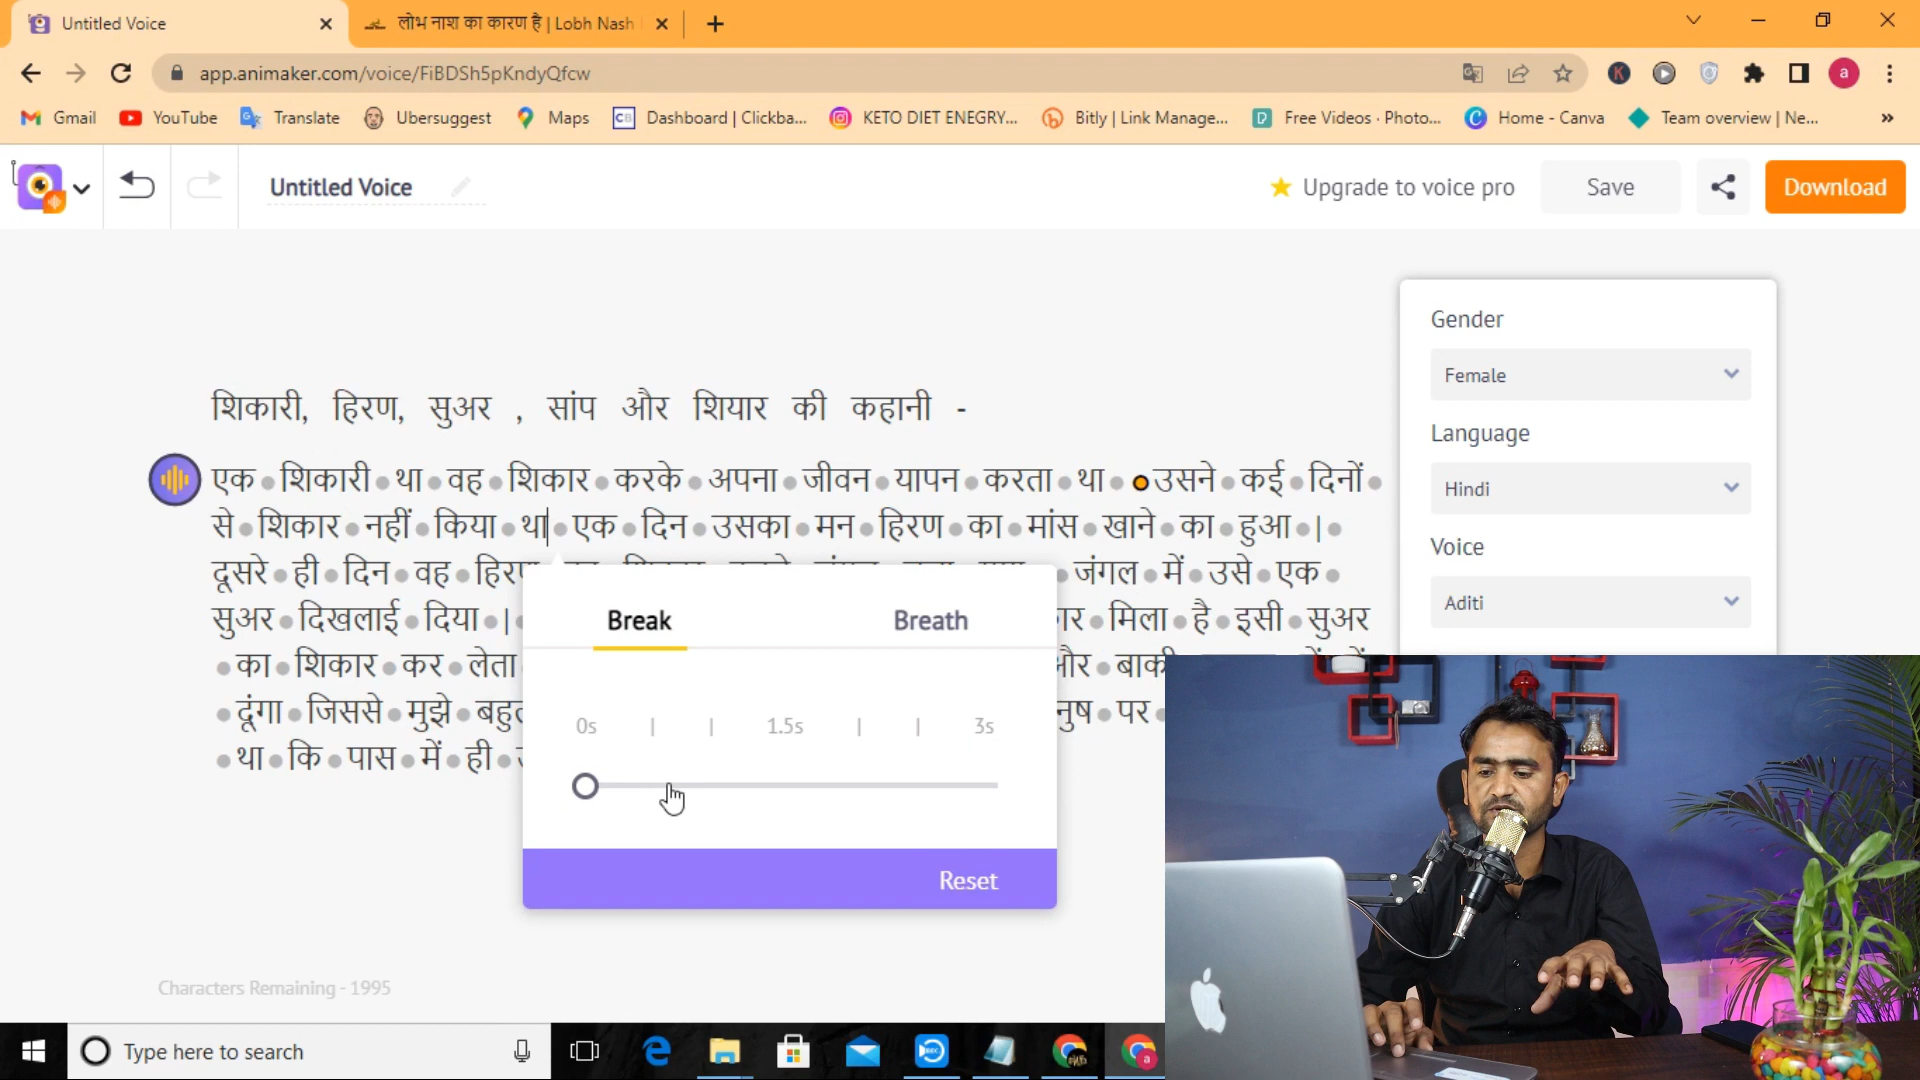 Untitled Voice
लोभ नाश का कारण है | Lobh Nash
app.animaker.com/voice/FiBDSh5pKndyQfcw
a
Gmail YouTube Translate Ubersuggest Maps Dashboard | Clickba... KETO DIET ENEGRY... Bitly | Link Manage... Free Videos · Photo... Home - Canva Team overview | Ne... »
Untitled Voice
Upgrade to voice pro Save Download
शिकारी, हिरण, सुअर , सांप और शियार की कहानी -
एक शिकारी था वह शिकार करके अपना जीवन यापन करता था उसने कई दिनों
से शिकार नहीं किया था एक दिन उसका मन हिरण का मांस खाने का हुआ |
दूसरे ही दिन वह जंगल में उसे एक
सुअर दिखलाई दिया | मिला है इसी सुअर
का शिकार कर लेता और
दूंगा जिससे मुझे पर
था कि पास में ही
Gender
Female
Language
Hindi
Voice
Aditi
Break Breath
0s | | 1.5s | | 3s
Reset
Characters Remaining - 1995
Type here to search